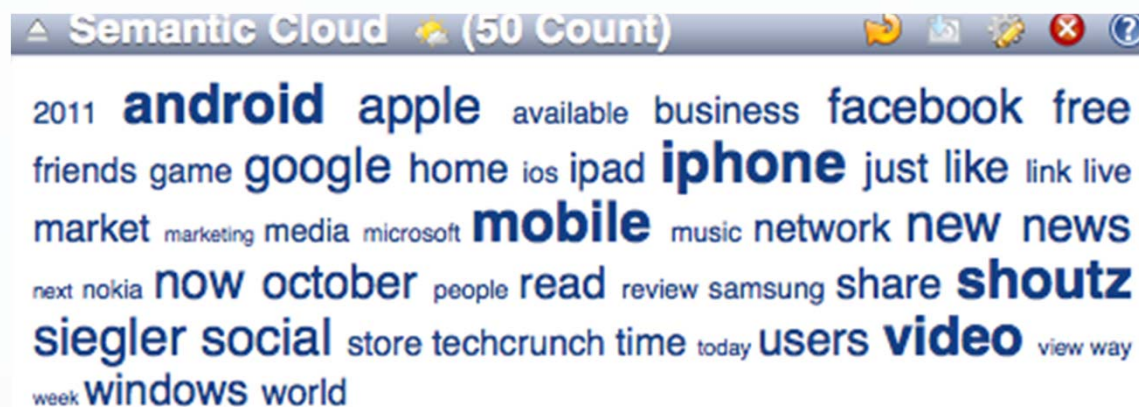 Semantic Cloud (50 Count)
2011 android apple available business facebook free
friends game google home ios ipad iphone just like link live
market marketing media microsoft mobile music network new news
next nokia now october people read review samsung share shoutz
siegler social store techcrunch time today users video view way
week windows world